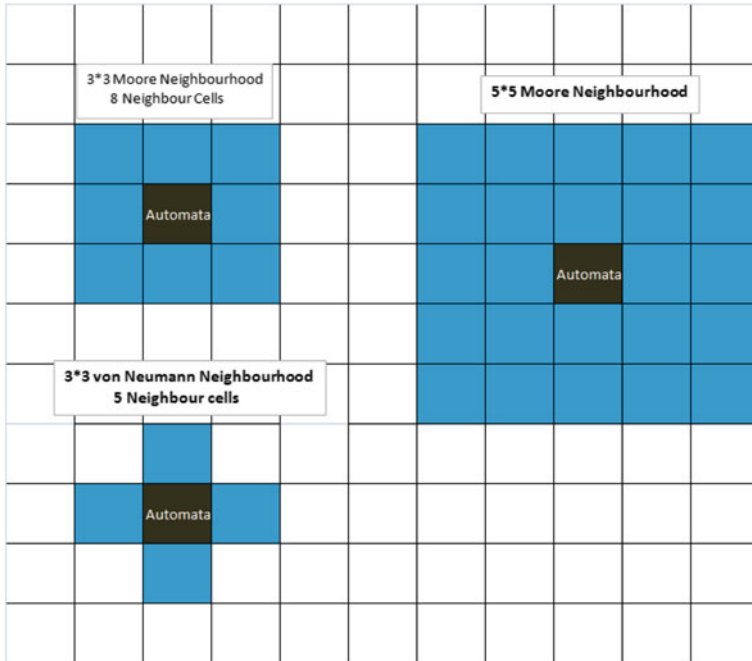 3*3 Moore Neighbourhood
8 Neighbour Cells
5*5 Moore Neighbourhood
Automata
Automata
3*3 von Neumann Neighbourhood
5 Neighbour cells
Automata